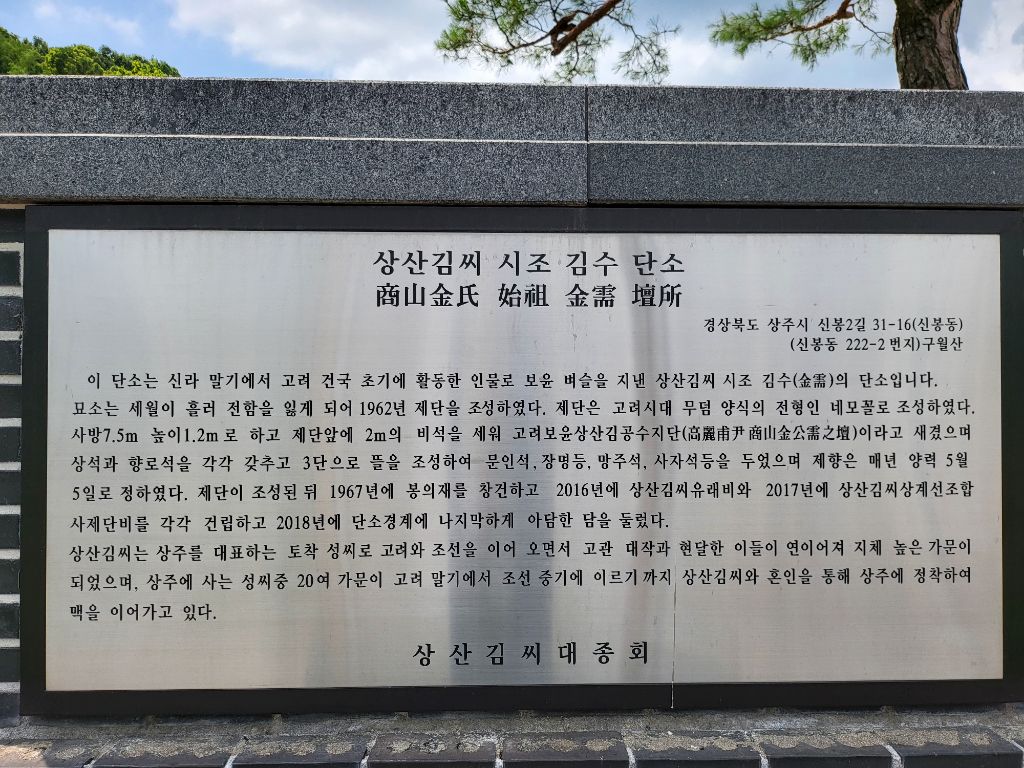 상산김씨 시조 김수 단소
商山金氏 始祖 金需 壇所
경상북도 상주시 신봉2길 31-16(신봉동)
(신봉동 222-2번지)구월산
이 단소는 신라 말기에서 고려 건국 초기에 활동한 인물로 보윤 벼슬을 지낸 상산김씨 시조 김수(金需)의 단소입니다.
묘소는 세월이 흘러 전함을 잃게 되어 1962년 제단을 조성하였다. 제단은 고려시대 무덤 양식의 전형인 네모꼴로 조성하였다.
사방7.5m 높이1.2m로 하고 제단앞에 2m의 비석을 세워 고려보윤상산김공수지단(高麗甫尹商山金公需之壇)이라고 새겼으며
상석과 향로석을 각각 갖추고 3단으로 뜰을 조성하여 문인석, 장명등, 망주석, 사자석등을 두었으며 제향은 매년 양력 5월
5일로 정하였다. 제단이 조성된 뒤 1967년에 봉의재를 창건하고 2016년에 상산김씨유래비와 2017년에 상산김씨상계선조합
사제단비를 각각 건립하고 2018년에 단소경계에 나지막하게 아담한 담을 둘렀다.
상산김씨는 상주를 대표하는 토착 성씨로 고려와 조선을 이어 오면서 고관 대작과 현달한 이들이 연이어져 지체 높은 가문이
되었으며, 상주에 사는 성씨중 20여 가문이 고려 말기에서 조선 중기에 이르기까지 상산김씨와 혼인을 통해 상주에 정착하여
맥을 이어가고 있다.
상산김씨대종회